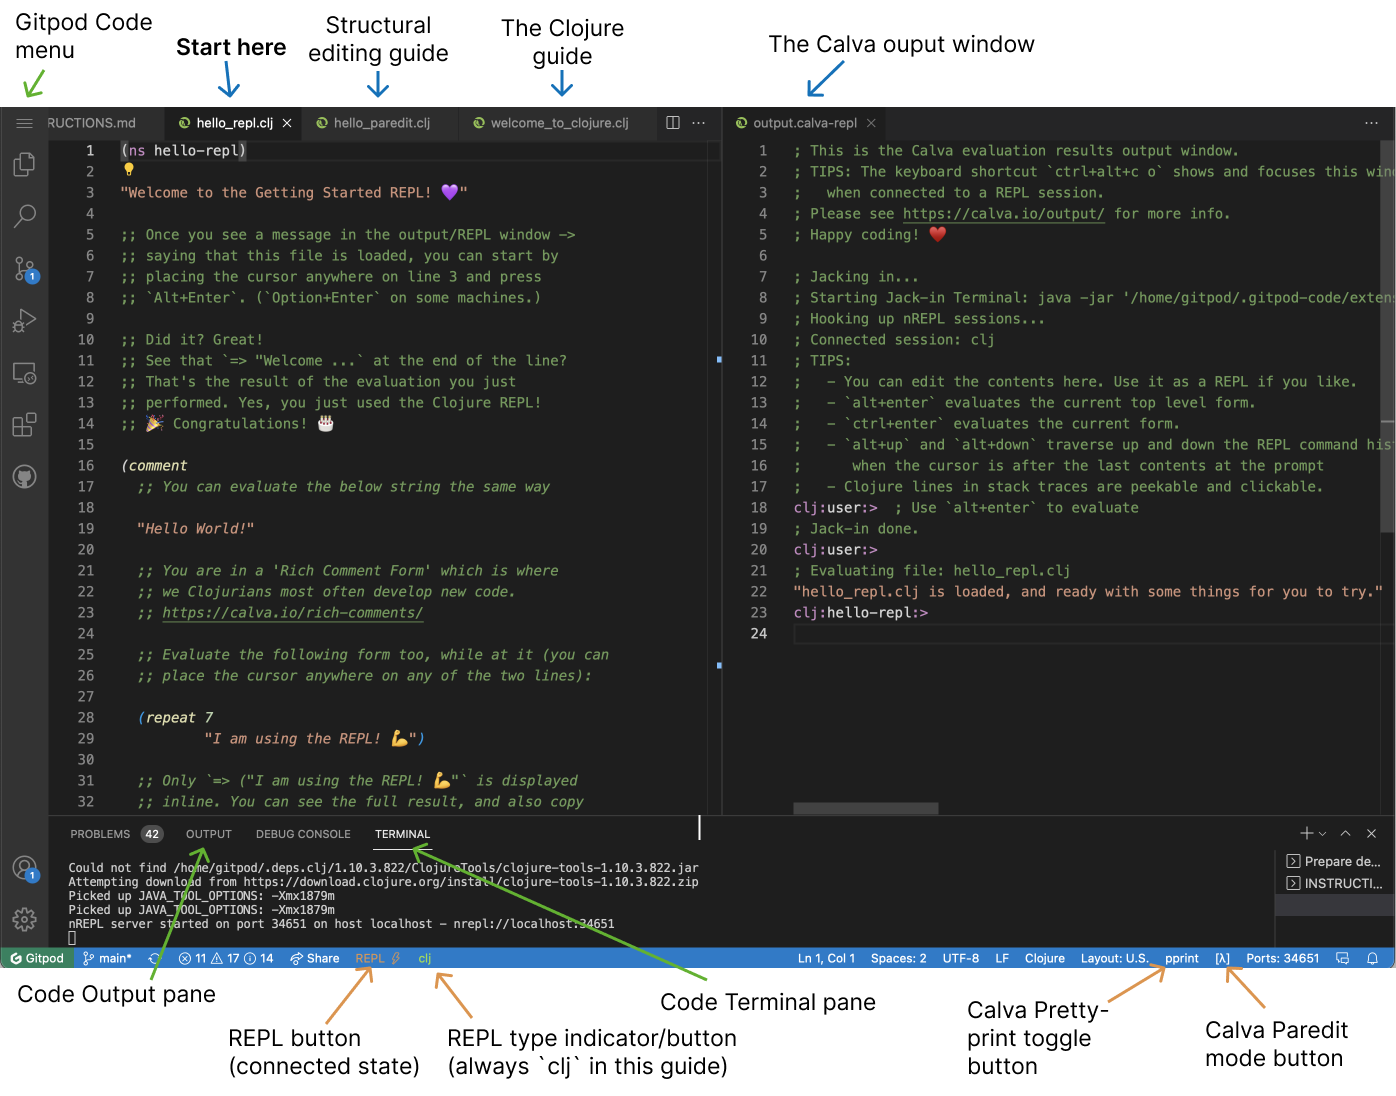 Gitpod Code
menu
Start here
Structural
editing guide
The Clojure
guide
The Calva ouput window
RUCTIONS.md
hello_repl.clj
hello_paredit.clj
welcome_to_clojure.clj
1 (ns hello-repl)
2
3 "Welcome to the Getting Started REPL! 💜"
4
5 ;; Once you see a message in the output/REPL window ->
6 ;; saying that this file is loaded, you can start by
7 ;; placing the cursor anywhere on line 3 and press
8 ;; `Alt+Enter`. (`Option+Enter` on some machines.)
9
10 ;; Did it? Great!
11 ;; See that `=> "Welcome ...` at the end of the line?
12 ;; That's the result of the evaluation you just
13 ;; performed. Yes, you just used the Clojure REPL!
14 ;; 🎉 Congratulations! 🎂
15
16 (comment
17 ;; You can evaluate the below string the same way
18
19 "Hello World!"
20
21 ;; You are in a 'Rich Comment Form' which is where
22 ;; we Clojurians most often develop new code.
23 ;; https://calva.io/rich-comments/
24
25 ;; Evaluate the following form too, while at it (you can
26 ;; place the cursor anywhere on any of the two lines):
27
28 (repeat 7
29 "I am using the REPL! 💪")
30
31 ;; Only `=> ("I am using the REPL! 💪"` is displayed
32 ;; inline. You can see the full result, and also copy
output.calva-repl
1 ; This is the Calva evaluation results output window.
2 ; TIPS: The keyboard shortcut `ctrl+alt+c o` shows and focuses this win
3 ; when connected to a REPL session.
4 ; Please see https://calva.io/output/ for more info.
5 ; Happy coding! ♥️
6
7 ; Jacking in...
8 ; Starting Jack-in Terminal: java -jar '/home/gitpod/.gitpod-code/exten
9 ; Hooking up nREPL sessions...
10 ; Connected session: clj
11 ; TIPS:
12 ; - You can edit the contents here. Use it as a REPL if you like.
13 ; - `alt+enter` evaluates the current top level form.
14 ; - `ctrl+enter` evaluates the current form.
15 ; - `alt+up` and `alt+down` traverse up and down the REPL command his
16 ; when the cursor is after the last contents at the prompt
17 ; - Clojure lines in stack traces are peekable and clickable.
18 clj:user:> ; Use `alt+enter` to evaluate
19 ; Jack-in done.
20 clj:user:>
21 ; Evaluating file: hello_repl.clj
22 "hello_repl.clj is loaded, and ready with some things for you to try."
23 clj:hello-repl:>
24
1
1
PROBLEMS 42 OUTPUT DEBUG CONSOLE TERMINAL
Could not find /home/gitpod/.deps.clj/1.10.3.822/ClojureTools/clojure-tools-1.10.3.822.jar
Attempting download from https://download.clojure.org/install/clojure-tools-1.10.3.822.zip
Picked up JAVA_TOOL_OPTIONS: -Xmx1879m
Picked up JAVA_TOOL_OPTIONS: -Xmx1879m
nREPL server started on port 34651 on host localhost - nrepl://localhost:34651
Prepare de...
INSTRUCTI...
Gitpod main* 11 17 14 Share REPL clj Ln 1, Col 1 Spaces: 2 UTF-8 LF Clojure Layout: U.S. pprint [λ] Ports: 34651
Code Output pane
REPL button
(connected state)
REPL type indicator/button
(always `clj` in this guide)
Code Terminal pane
Calva Pretty-
print toggle
button
Calva Paredit
mode button